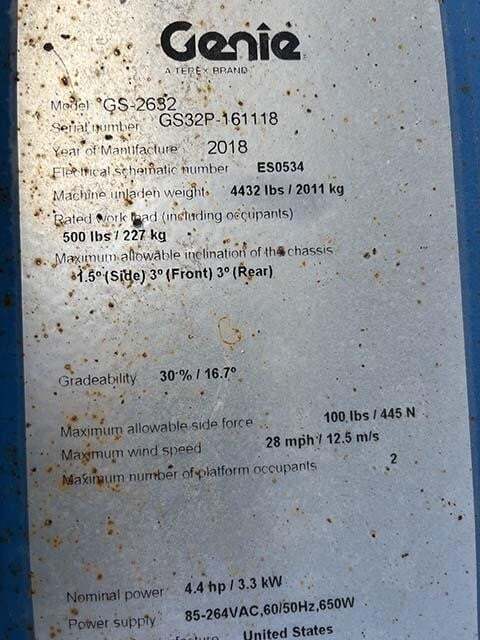 Genie
A TEREX BRAND
Model GS-2632
Serial number GS32P-161118
Year of Manufacture 2018
Electrical schematic number ES0534
Machine unladen weight 4432 lbs / 2011 kg
Rated work load (including occupants)
500 lbs / 227 kg
Maximum allowable inclination of the chassis
1.5° (Side) 3° (Front) 3° (Rear)
Gradeability 30 % / 16.7°
Maximum allowable side force 100 lbs / 445 N
Maximum wind speed 28 mph / 12.5 m/s
Maximum number of platform occupants 2
Nominal power 4.4 hp / 3.3 kW
Power supply 85-264VAC,60/50Hz,650W
United States